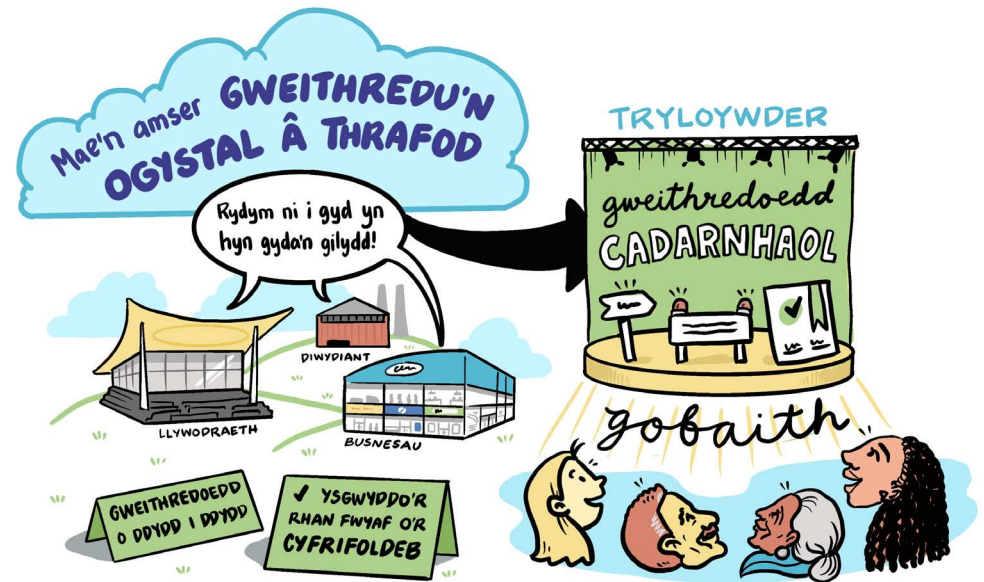 Mae'n amser GWEITHREDU'N
OGYSTAL Â THRAFOD
Rydym ni i gyd yn
hyn gyda'n gilydd!
LLYWODRAETH
DIWYDIANT
BUSNESAU
GWEITHREDOEDD
O DDYDD I DDYDD
✓ YSGWYDDO'R
RHAN FWYAF O'R
CYFRIFOLDEB
TRYLOYWDER
gweithredoedd
CADARNHAOL
gobaith